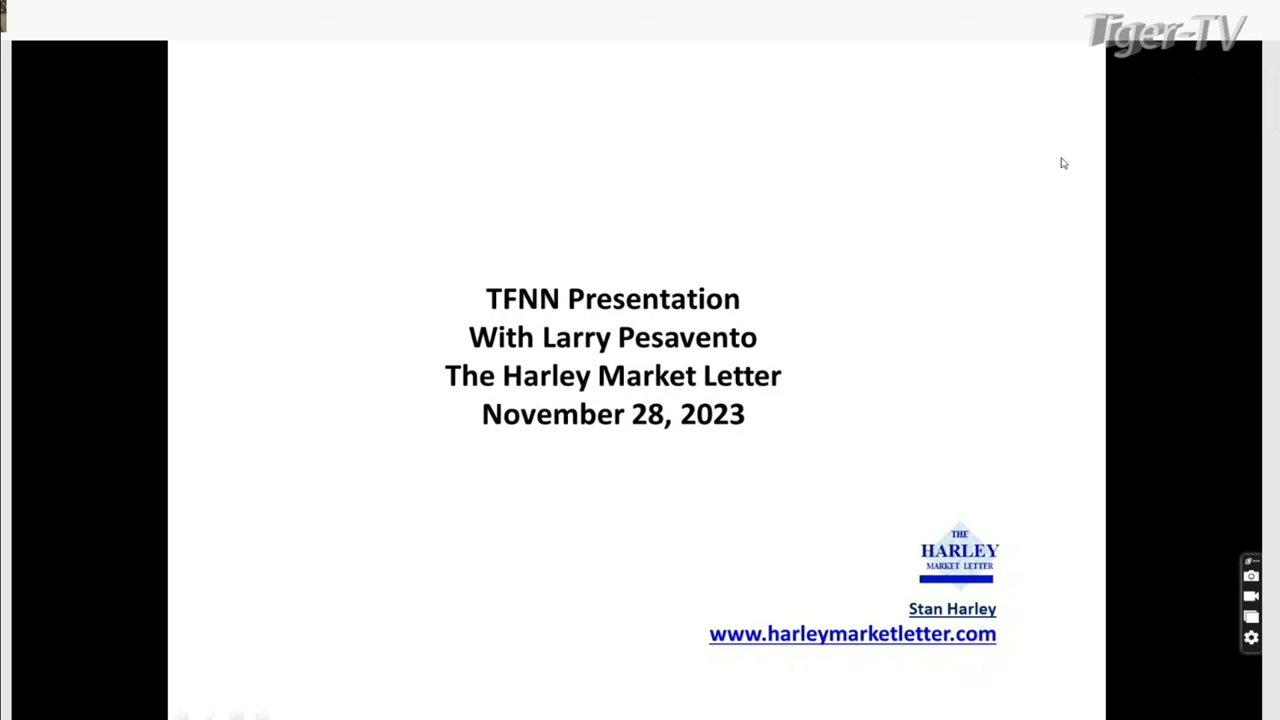 Tiger-TV
TFNN Presentation
With Larry Pesavento
The Harley Market Letter
November 28, 2023
THE
HARLEY
MARKET LETTER
Stan Harley
www.harleymarketletter.com